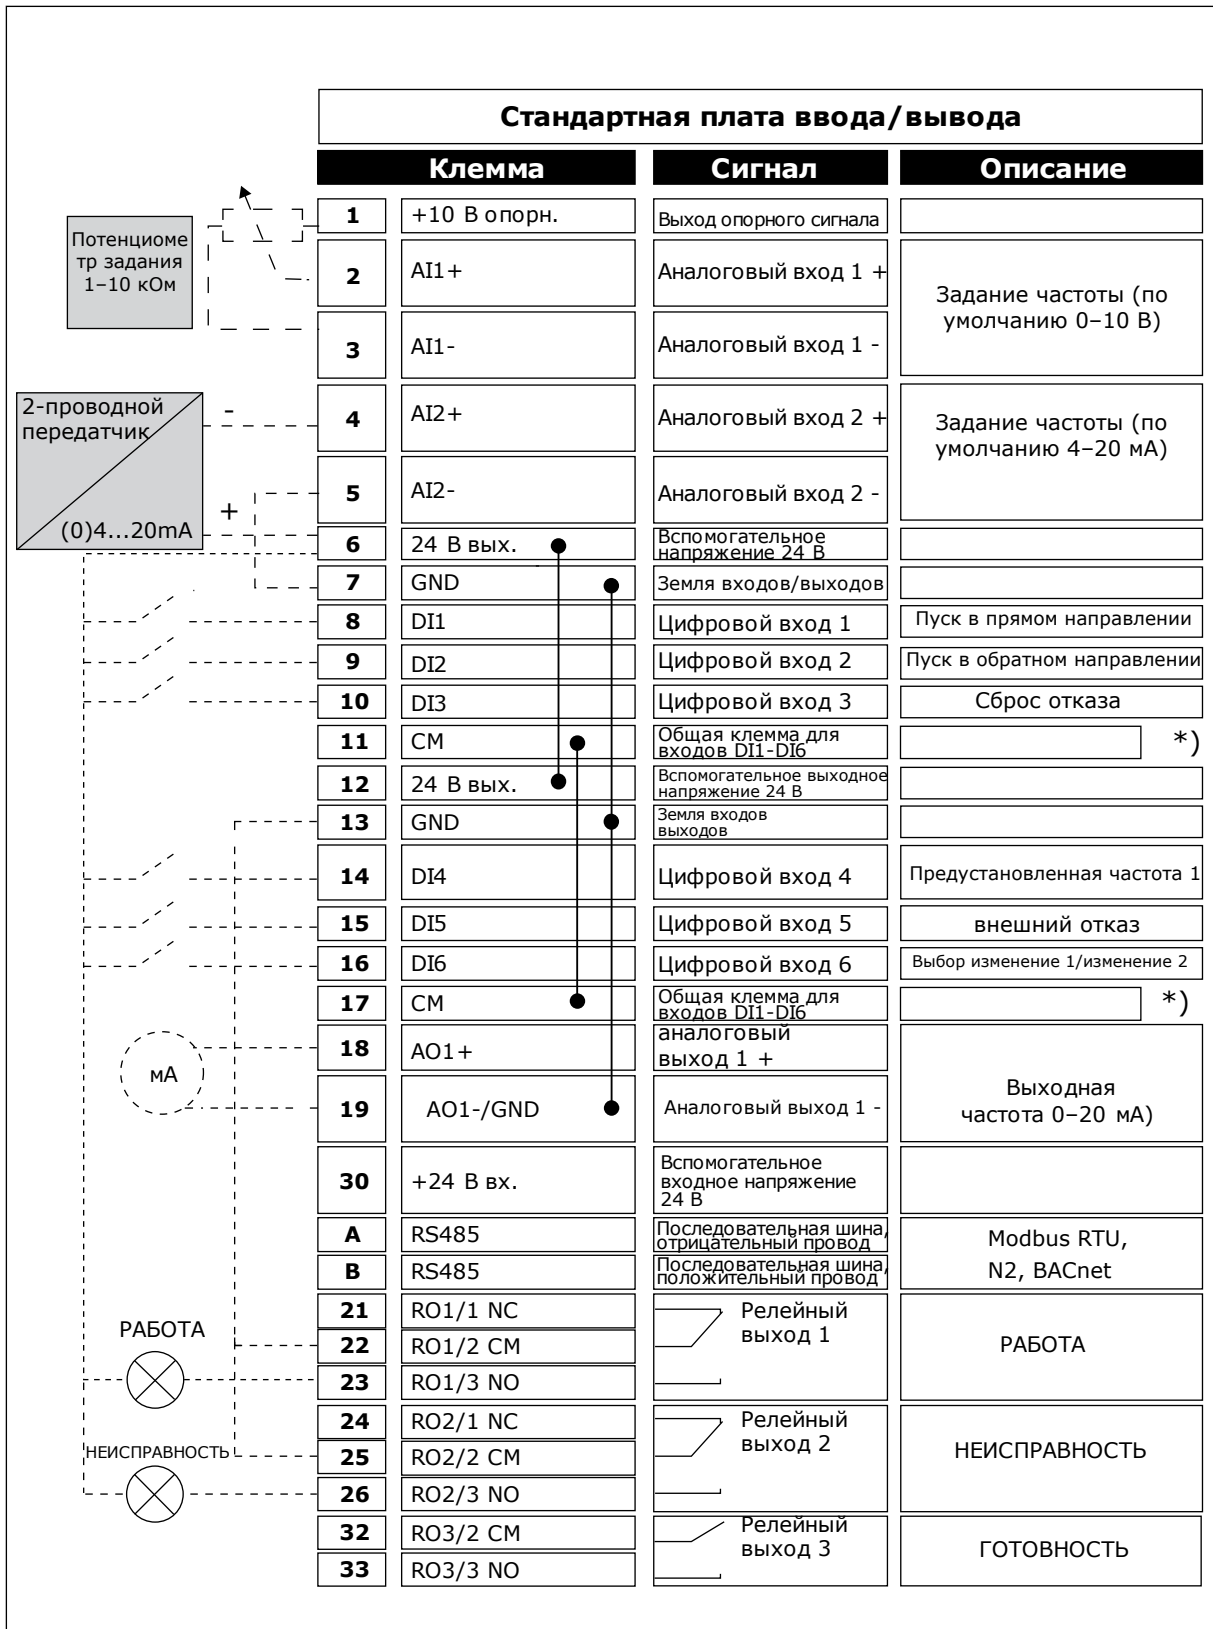 Стандартная плата ввода/вывода
Клемма
Сигнал
Описание
Потенциоме
тр задания
1–10 кОм
1
+10 В опорн.
Выход опорного сигнала
2
AI1+
Аналоговый вход 1 +
Задание частоты (по
умолчанию 0–10 В)
3
AI1-
Аналоговый вход 1 -
2-проводной
передатчик
-
+
(0)4...20mA
4
AI2+
Аналоговый вход 2 +
Задание частоты (по
умолчанию 4–20 мА)
5
AI2-
Аналоговый вход 2 -
6
24 В вых.
Вспомогательное
напряжение 24 В
7
GND
Земля входов/выходов
8
DI1
Цифровой вход 1
Пуск в прямом направлении
9
DI2
Цифровой вход 2
Пуск в обратном направлении
10
DI3
Цифровой вход 3
Сброс отказа
11
CM
Общая клемма для
входов DI1-DI6
*)
12
24 В вых.
Вспомогательное выходное
напряжение 24 В
13
GND
Земля входов
выходов
14
DI4
Цифровой вход 4
Предустановленная частота 1
15
DI5
Цифровой вход 5
внешний отказ
16
DI6
Цифровой вход 6
Выбор изменение 1/изменение 2
17
CM
Общая клемма для
входов DI1-DI6
*)
мА
18
AO1+
аналоговый
выход 1 +
Выходная
частота 0–20 мА)
19
AO1-/GND
Аналоговый выход 1 -
30
+24 В вх.
Вспомогательное
входное напряжение
24 В
A
RS485
Последовательная шина,
отрицательный провод
Modbus RTU,
N2, BACnet
B
RS485
Последовательная шина,
положительный провод
РАБОТА
21
RO1/1 NC
Релейный
выход 1
РАБОТА
22
RO1/2 CM
23
RO1/3 NO
НЕИСПРАВНОСТЬ
24
RO2/1 NC
Релейный
выход 2
НЕИСПРАВНОСТЬ
25
RO2/2 CM
26
RO2/3 NO
32
RO3/2 CM
Релейный
выход 3
ГОТОВНОСТЬ
33
RO3/3 NO